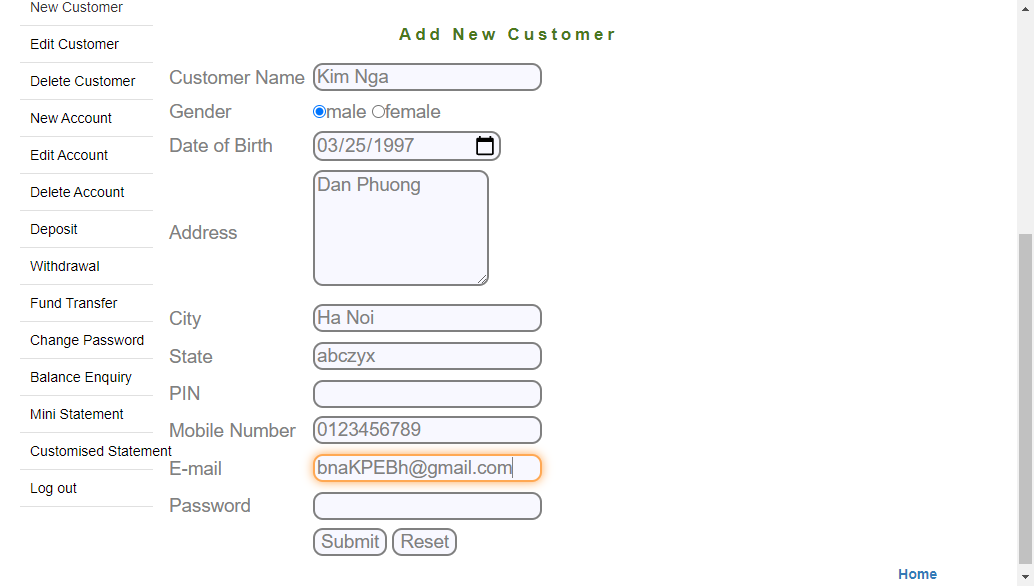 New Customer
Edit Customer
Delete Customer
New Account
Edit Account
Delete Account
Deposit
Withdrawal
Fund Transfer
Change Password
Balance Enquiry
Mini Statement
Customised Statement
Log out
Add New Customer
Customer Name Kim Nga
Gender male female
Date of Birth 03/25/1997
Address Dan Phuong
City Ha Noi
State abczyx
PIN
Mobile Number 0123456789
E-mail bnaKPEBh@gmail.com
Password
Submit Reset
Home